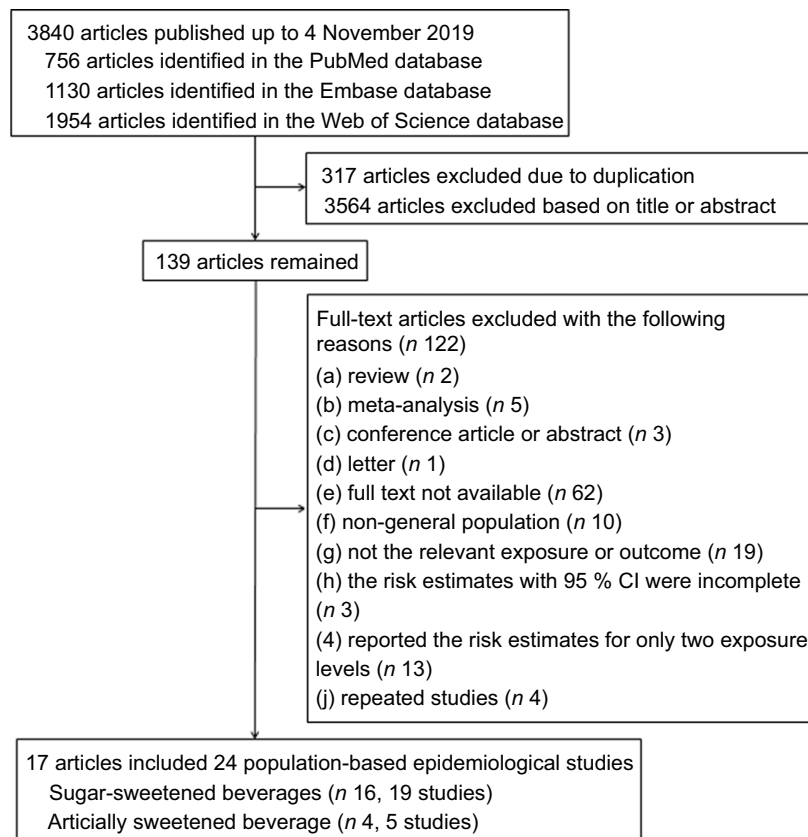 3840 articles published up to 4 November 2019
756 articles identified in the PubMed database
1130 articles identified in the Embase database
1954 articles identified in the Web of Science database
317 articles excluded due to duplication
3564 articles excluded based on title or abstract
139 articles remained
Full-text articles excluded with the following
reasons (n 122)
(a) review (n 2)
(b) meta-analysis (n 5)
(c) conference article or abstract (n 3)
(d) letter (n 1)
(e) full text not available (n 62)
(f) non-general population (n 10)
(g) not the relevant exposure or outcome (n 19)
(h) the risk estimates with 95 % CI were incomplete
(n 3)
(4) reported the risk estimates for only two exposure
levels (n 13)
(j) repeated studies (n 4)
17 articles included 24 population-based epidemiological studies
Sugar-sweetened beverages (n 16, 19 studies)
Articially sweetened beverage (n 4, 5 studies)